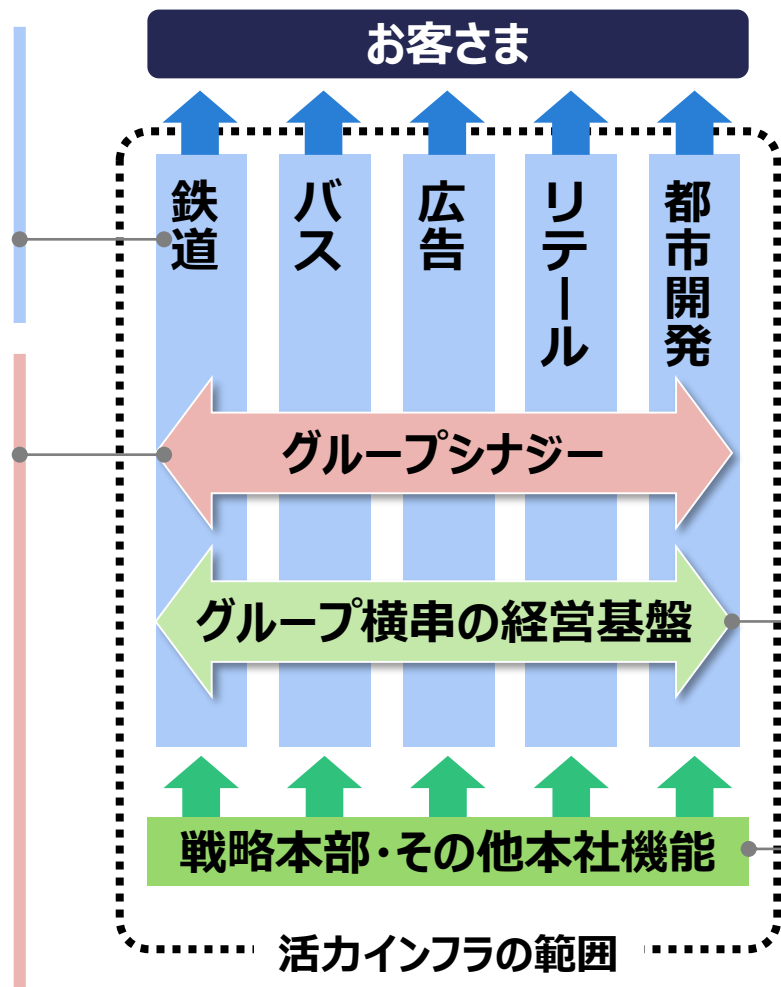 お客さま
鉄道
バス
広告
リテール
都市開発
グループシナジー
グループ横串の経営基盤
戦略本部・その他本社機能
活力インフラの範囲